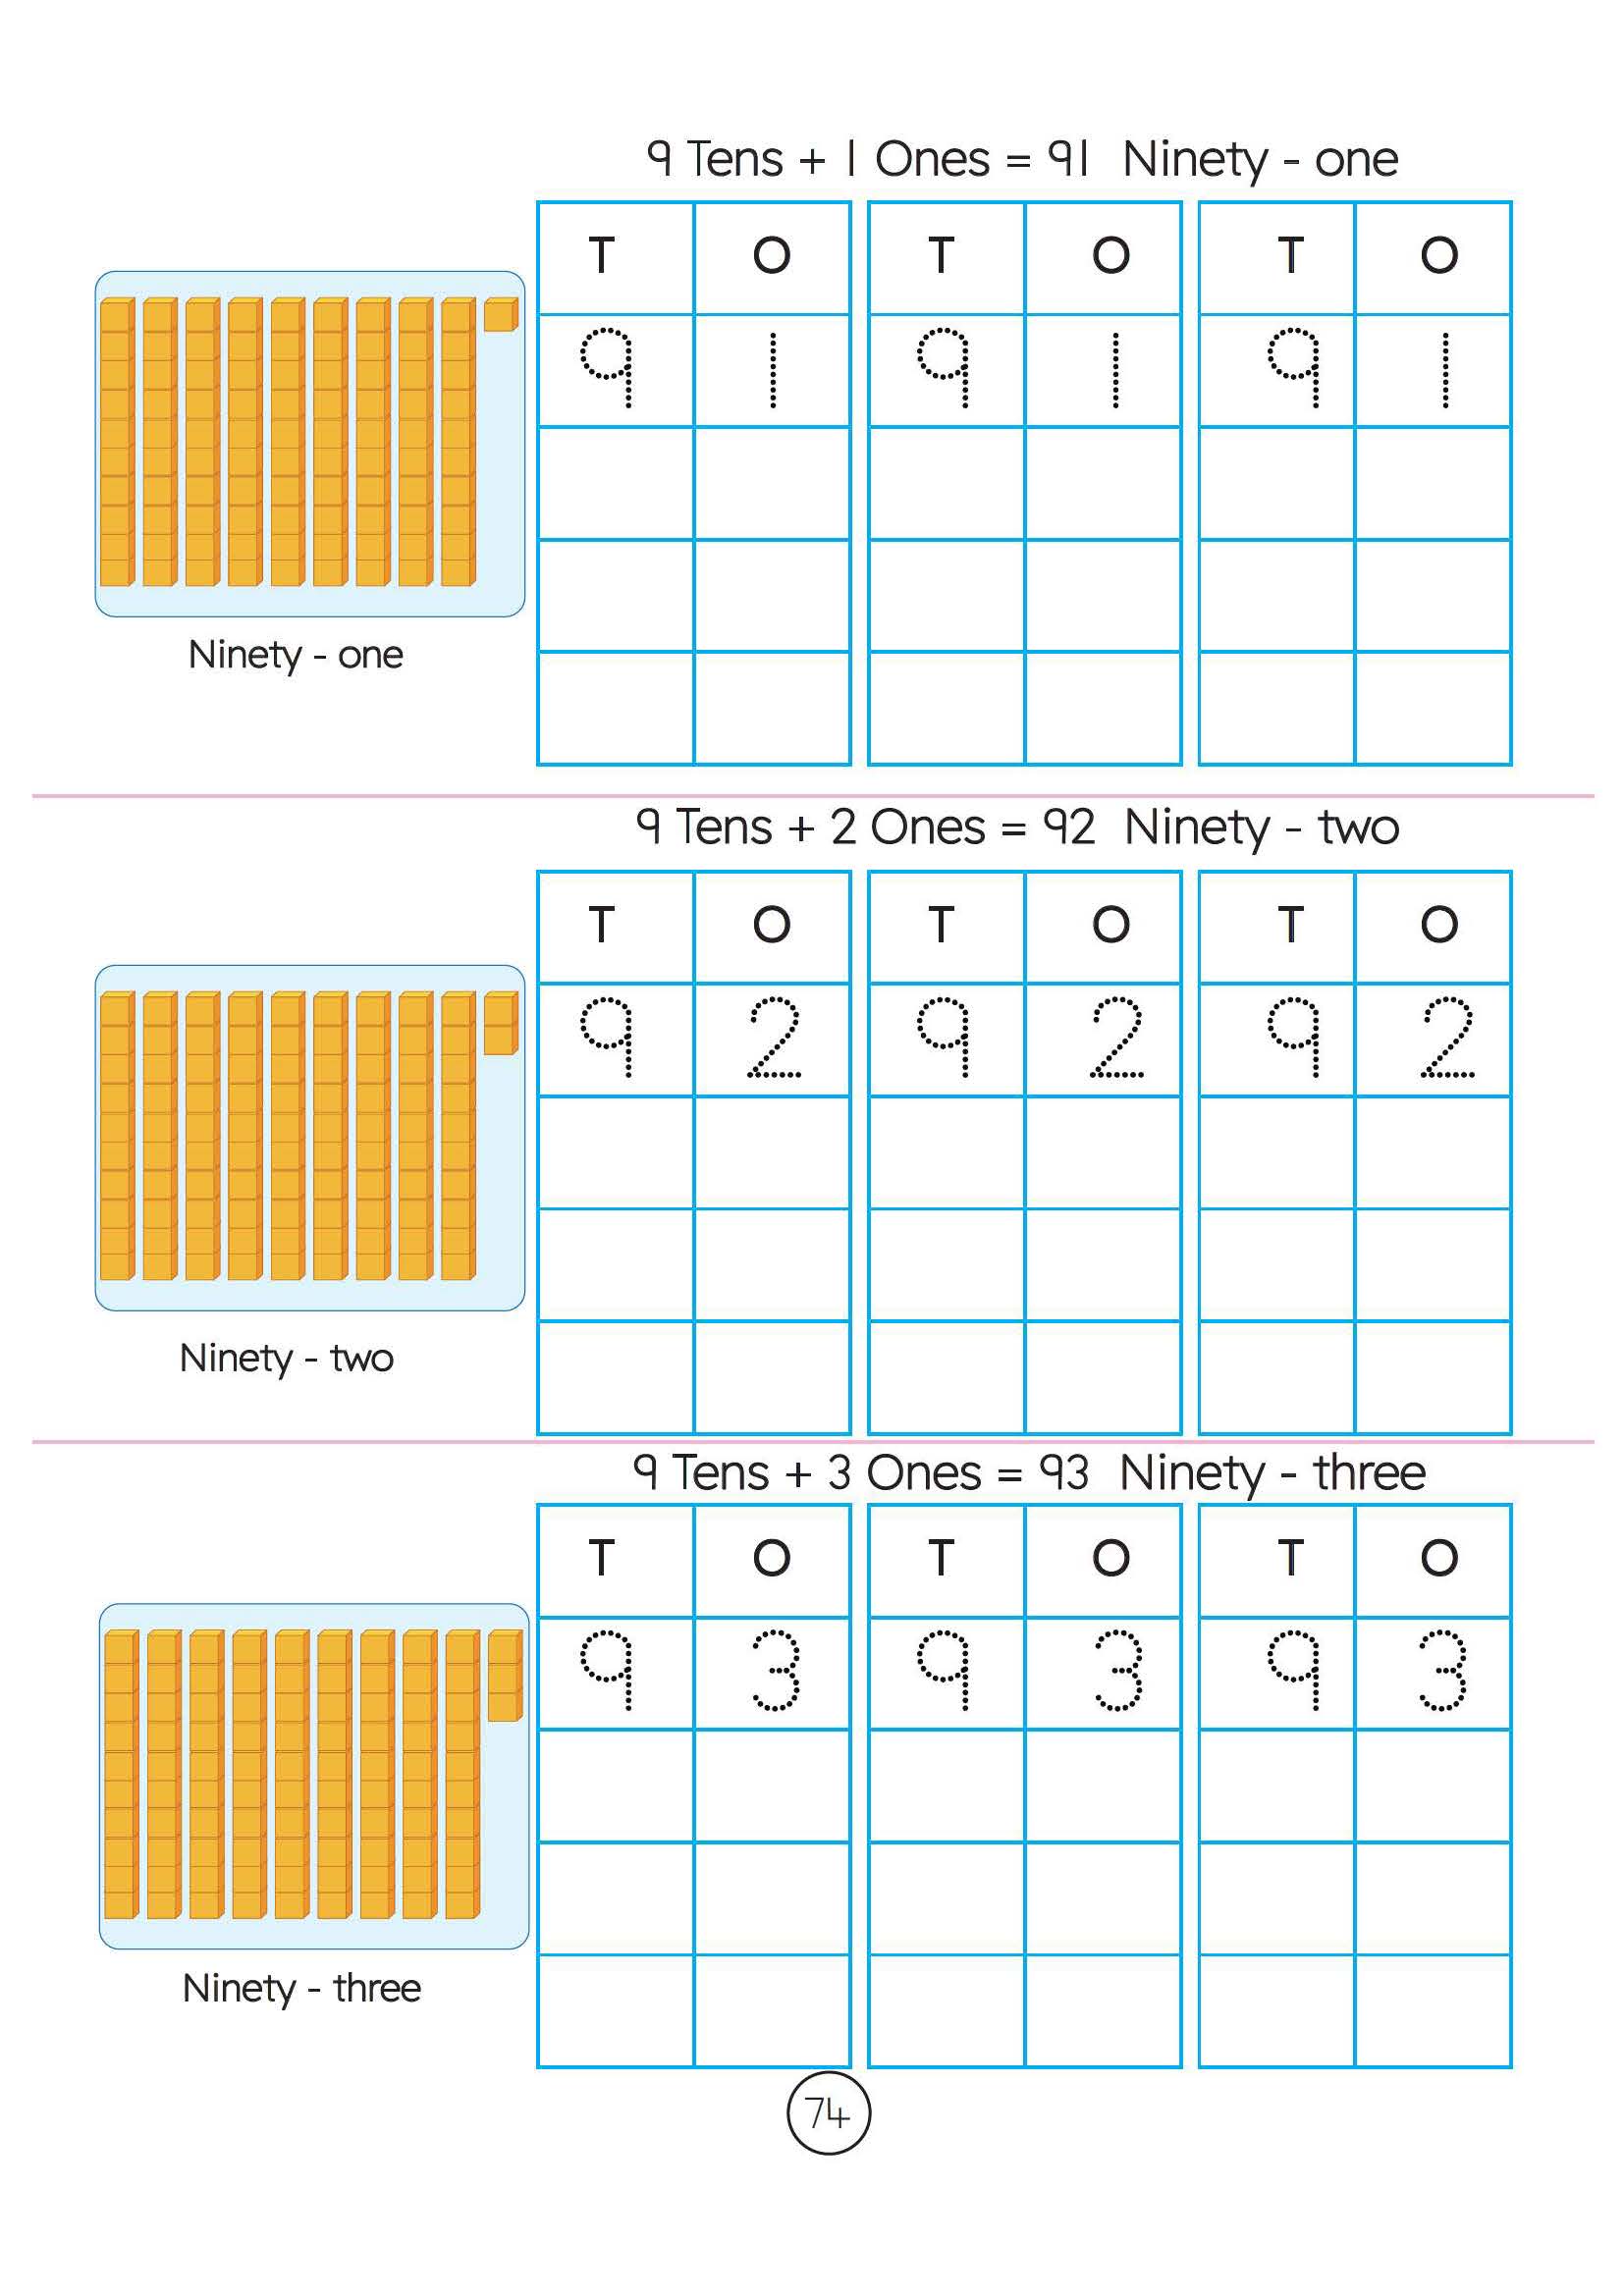 9 Tens + 1 Ones = 91 Ninety - one
T O T O T O
9 1 9 1 9 1
Ninety - one
9 Tens + 2 Ones = 92 Ninety - two
T O T O T O
9 2 9 2 9 2
Ninety - two
9 Tens + 3 Ones = 93 Ninety - three
T O T O T O
9 3 9 3 9 3
Ninety - three
74